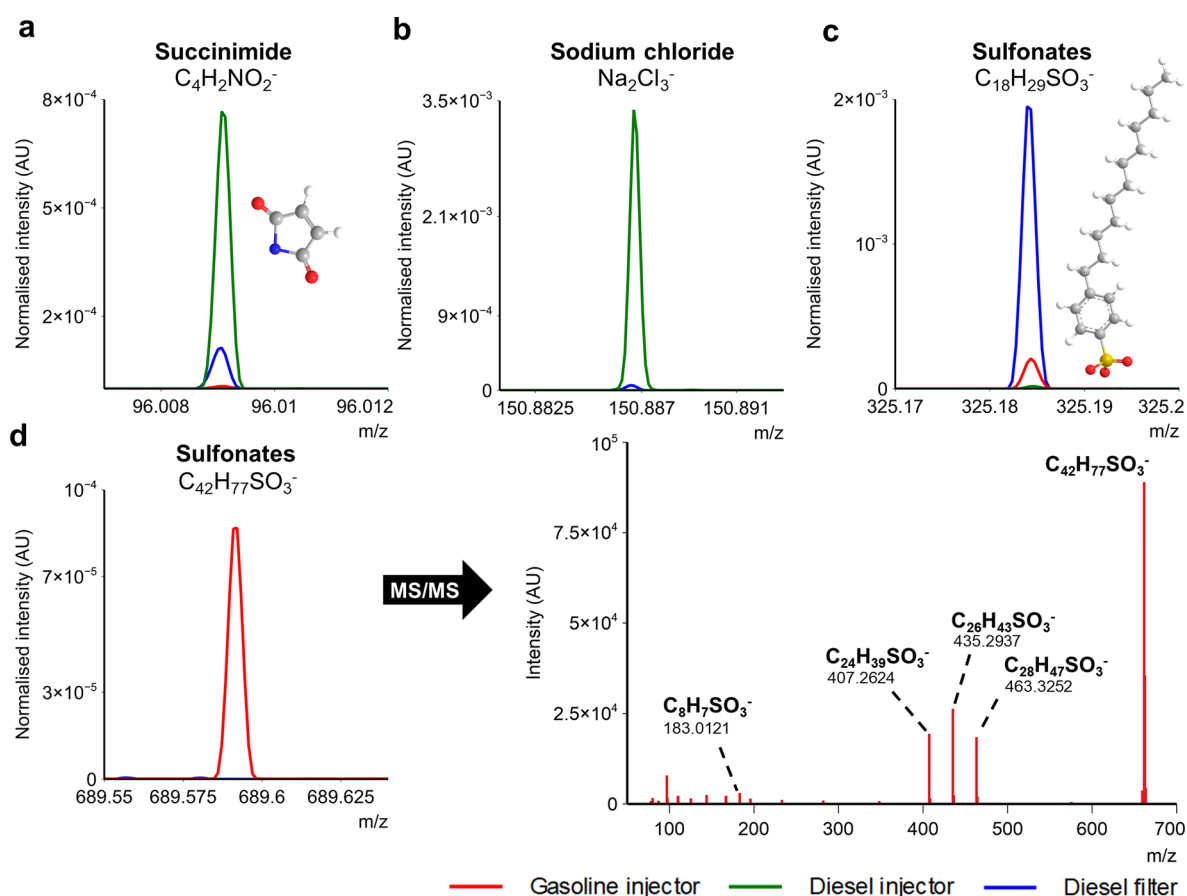 a
Succinimide
C₄H₂NO₂⁻
8×10⁻⁴
5×10⁻⁴
2×10⁻⁴
Normalised intensity (AU)
96.008
96.01
96.012
m/z
b
Sodium chloride
Na₂Cl₃⁻
3.5×10⁻³
2.1×10⁻³
9×10⁻⁴
0
Normalised intensity (AU)
150.8825
150.887
150.891
m/z
c
Sulfonates
C₁₈H₂₉SO₃⁻
2×10⁻³
10⁻³
0
Normalised intensity (AU)
325.17
325.18
325.19
325.2
m/z
d
Sulfonates
C₄₂H₇₇SO₃⁻
10⁻⁴
7×10⁻⁵
3×10⁻⁵
0
Normalised intensity (AU)
689.55
689.575
689.6
689.625
m/z
MS/MS
10⁵
7.5×10⁴
5×10⁴
2.5×10⁴
0
Intensity (AU)
C₈H₇SO₃⁻
183.0121
C₂₄H₃₉SO₃⁻
407.2624
C₂₆H₄₃SO₃⁻
435.2937
C₂₈H₄₇SO₃⁻
463.3252
C₄₂H₇₇SO₃⁻
100
200
300
400
500
600
700
m/z
Gasoline injector
Diesel injector
Diesel filter